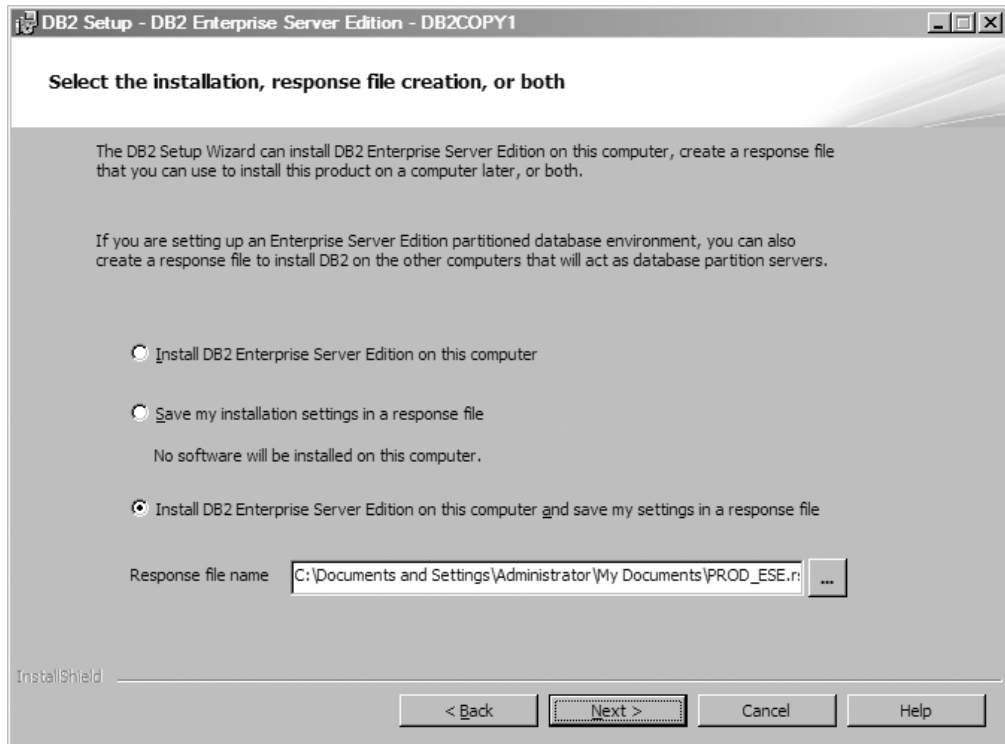 DB2 Setup - DB2 Enterprise Server Edition - DB2COPY1
Select the installation, response file creation, or both
The DB2 Setup Wizard can install DB2 Enterprise Server Edition on this computer, create a response file
that you can use to install this product on a computer later, or both.
If you are setting up an Enterprise Server Edition partitioned database environment, you can also
create a response file to install DB2 on the other computers that will act as database partition servers.
Install DB2 Enterprise Server Edition on this computer
Save my installation settings in a response file
No software will be installed on this computer.
Install DB2 Enterprise Server Edition on this computer and save my settings in a response file
Response file name C:\Documents and Settings\Administrator\My Documents\PROD_ESE.r ...
InstallShield
< Back Next > Cancel Help